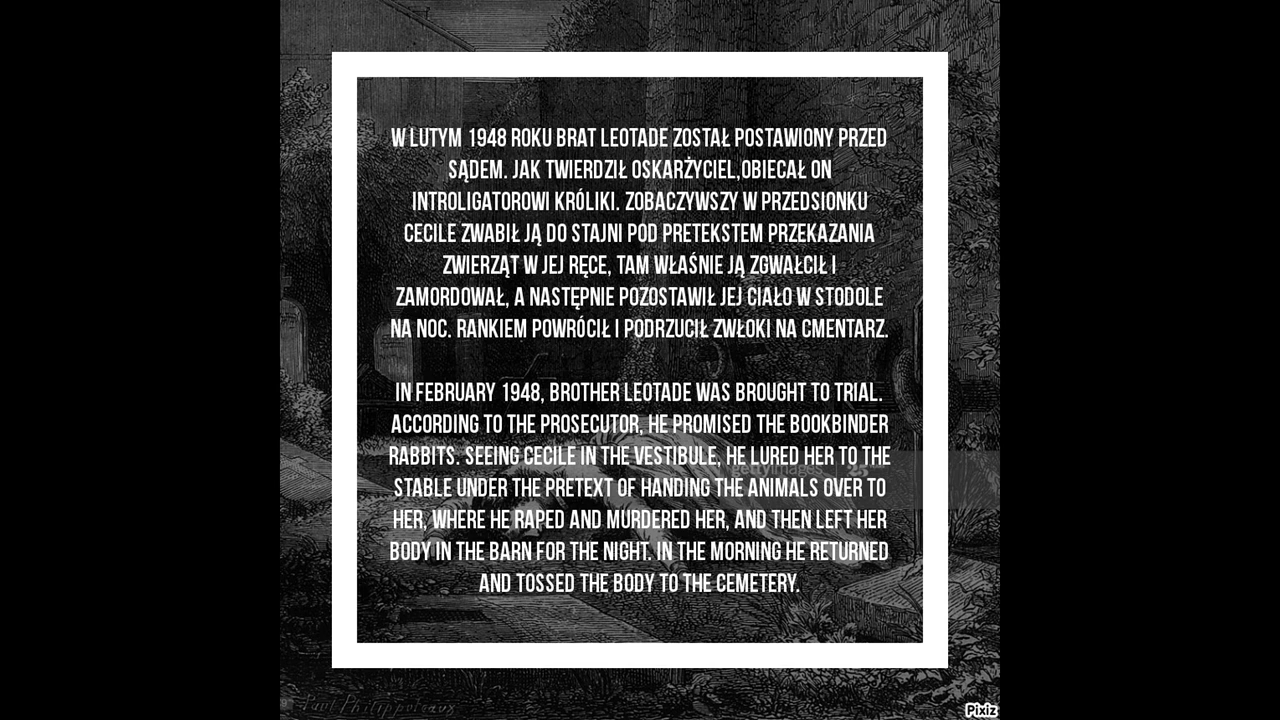 W LUTYM 1948 ROKU BRAT LEOTADE ZOSTAŁ POSTAWIONY PRZED
SĄDEM. JAK TWIERDZIŁ OSKARŻYCIEL,OBIECAŁ ON
INTROLIGATOROWI KRÓLIKI. ZOBACZYWSZY W PRZEDSIONKU
CECILE ZWABIŁ JĄ DO STAJNI POD PRETEKSTEM PRZEKAZANIA
ZWIERZĄT W JEJ RĘCE, TAM WŁAŚNIE JĄ ZGWAŁCIŁ I
ZAMORDOWAŁ, A NASTĘPNIE POZOSTAWIŁ JEJ CIAŁO W STODOLE
NA NOC. RANKIEM POWRÓCIŁ I PODRZUCIŁ ZWŁOKI NA CMENTARZ.
IN FEBRUARY 1948, BROTHER LEOTADE WAS BROUGHT TO TRIAL.
ACCORDING TO THE PROSECUTOR, HE PROMISED THE BOOKBINDER
RABBITS. SEEING CECILE IN THE VESTIBULE, HE LURED HER TO THE
gettyimages
STABLE UNDER THE PRETEXT OF HANDING THE ANIMALS OVER TO
HER, WHERE HE RAPED AND MURDERED HER, AND THEN LEFT HER
BODY IN THE BARN FOR THE NIGHT. IN THE MORNING HE RETURNED
AND TOSSED THE BODY TO THE CEMETERY.
Paul Philippoteaux
Pixiz